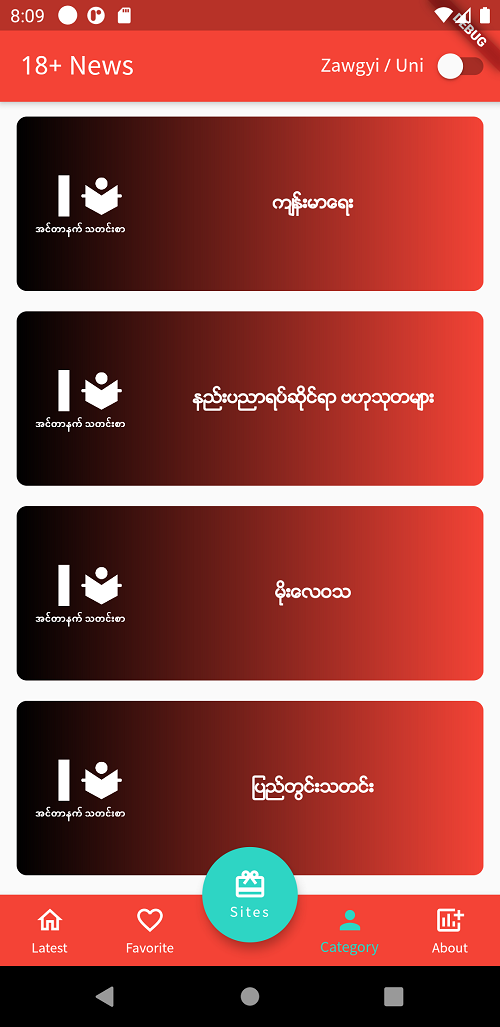 8:09
DEBUG
18+ News
Zawgyi / Uni
အင်တာနက် သတင်းစာ
ကျန်းမာရေး
အင်တာနက် သတင်းစာ
နည်းပညာရပ်ဆိုင်ရာ ဗဟုသုတများ
အင်တာနက် သတင်းစာ
မိုးလေဝသ
အင်တာနက် သတင်းစာ
ပြည်တွင်းသတင်း
Sites
Latest
Favorite
Category
About